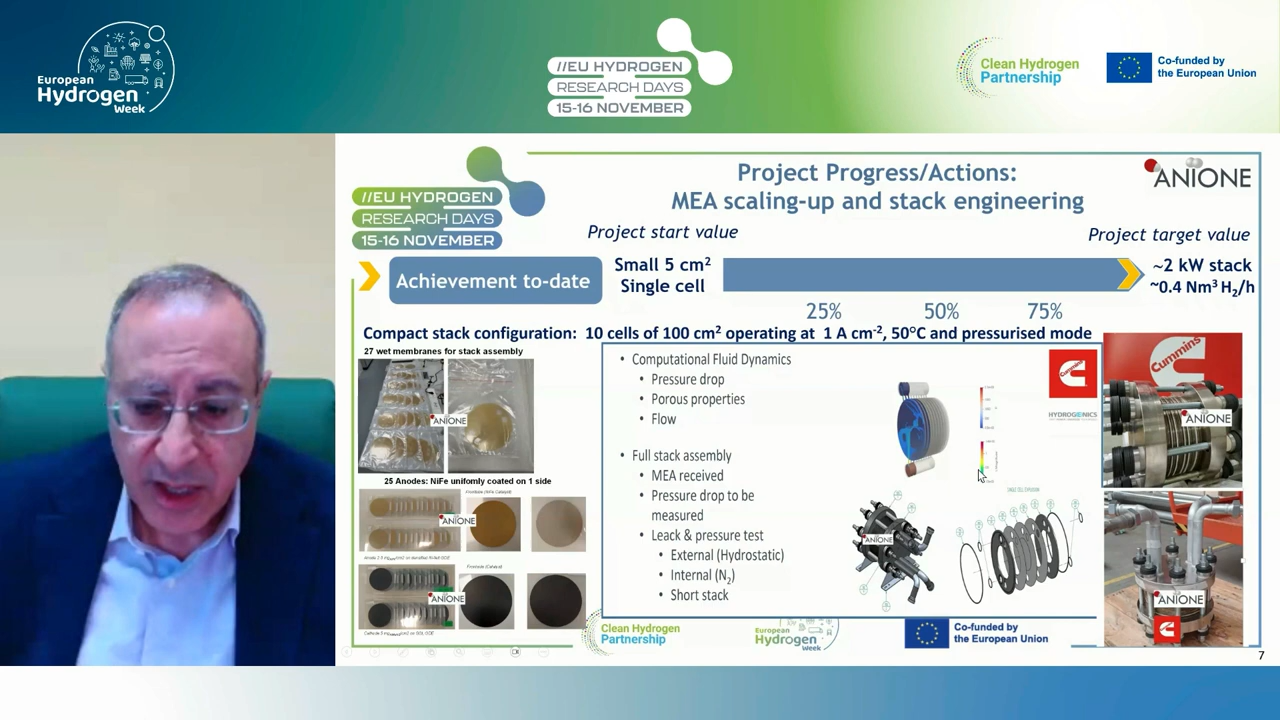 European
Hydrogen
Week
//EU HYDROGEN
RESEARCH DAYS
15-16 NOVEMBER
Clean Hydrogen
Partnership
Co-funded by
the European Union
//EU HYDROGEN
RESEARCH DAYS
15-16 NOVEMBER
Project Progress/Actions:
MEA scaling-up and stack engineering
ANIONE
Project start value
Project target value
Achievement to-date
Small 5 cm²
Single cell
~2 kW stack
~0.4 Nm³ H₂/h
25%
50%
75%
Compact stack configuration: 10 cells of 100 cm² operating at 1 A cm⁻², 50°C and pressurised mode
27 wet membranes for stack assembly
ANIONE
25 Anodes: NiFe uniformly coated on 1 side
ANIONE
ANIONE
• Computational Fluid Dynamics
• Pressure drop
• Porous properties
• Flow
• Full stack assembly
• MEA received
• Pressure drop to be
measured
• Leack & pressure test
• External (Hydrostatic)
• Internal (N₂)
• Short stack
Cummins
HYDROGENICS
ANIONE
Cummins
ANIONE
ANIONE
Clean Hydrogen
Partnership
European
Hydrogen
Week
Co-funded by
the European Union
7